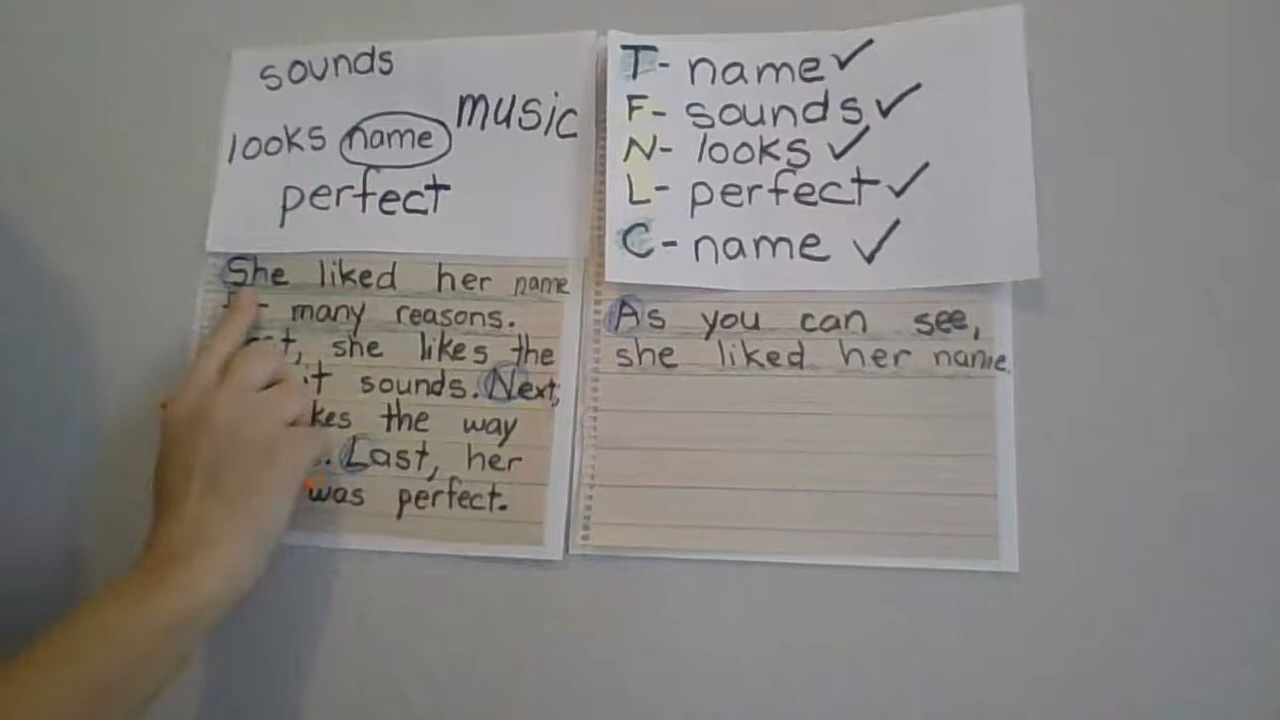 sounds
music
looks name
perfect
She liked her name
many reasons.
she likes the
it sounds. Next,
the way
Last, her
was perfect.
T- name ✓
F- sounds ✓
N- looks ✓
L- perfect ✓
C- name ✓
As you can see,
she liked her name.